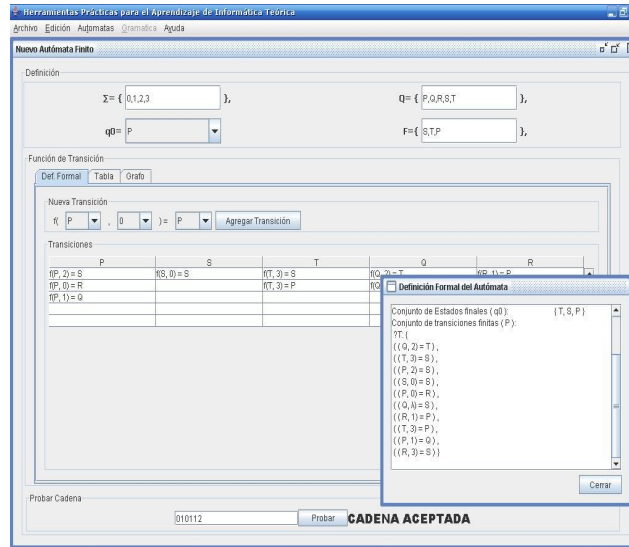 Herramientas Prácticas para el Aprendizaje de Informática Teórica
Archivo Edición Automatas Gramatica Ayuda
Nuevo Autómata Finito
Definición
Σ= { 0,1,2,3 }, Q= { P,Q,R,S,T },
q0= P F={ S,T,P },
Función de Transición
Def. Formal Tabla Grafo
Nueva Transición
f( P , 0 )= P Agregar Transición
Transiciones
P S T Q R
f(P, 2) = S f(S, 0) = S f(T, 3) = S f(Q, 2) = T f(R, 1) = P
f(P, 0) = R f(T, 3) = P
f(P, 1) = Q
Definición Formal del Autómata
Conjunto de Estados finales ( q0 ): { T, S, P }
Conjunto de transiciones finitas ( P ):
?T: {
( ( Q, 2) = T ) ,
( ( T, 3) = S ) ,
( ( P, 2) = S ) ,
( ( S, 0) = S ) ,
( ( P, 0) = R ) ,
( ( Q, λ) = S ) ,
( ( R, 1) = P ) ,
( ( T, 3) = P ) ,
( ( P, 1) = Q ) ,
( ( R, 3) = S ) }
Cerrar
Probar Cadena
010112 Probar CADENA ACEPTADA